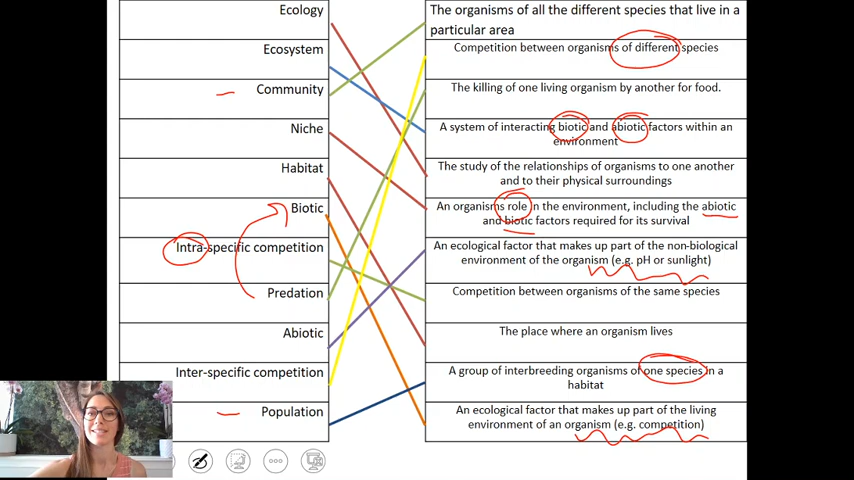 Ecology
The organisms of all the different species that live in a
particular area
Ecosystem
Competition between organisms of different species
Community
The killing of one living organism by another for food.
Niche
A system of interacting biotic and abiotic factors within an
environment
Habitat
The study of the relationships of organisms to one another
and to their physical surroundings
Biotic
An organisms role in the environment, including the abiotic
and biotic factors required for its survival
Intra-specific competition
An ecological factor that makes up part of the non-biological
environment of the organism (e.g. pH or sunlight)
Predation
Competition between organisms of the same species
Abiotic
The place where an organism lives
Inter-specific competition
A group of interbreeding organisms of one species in a
habitat
Population
An ecological factor that makes up part of the living
environment of an organism (e.g. competition)